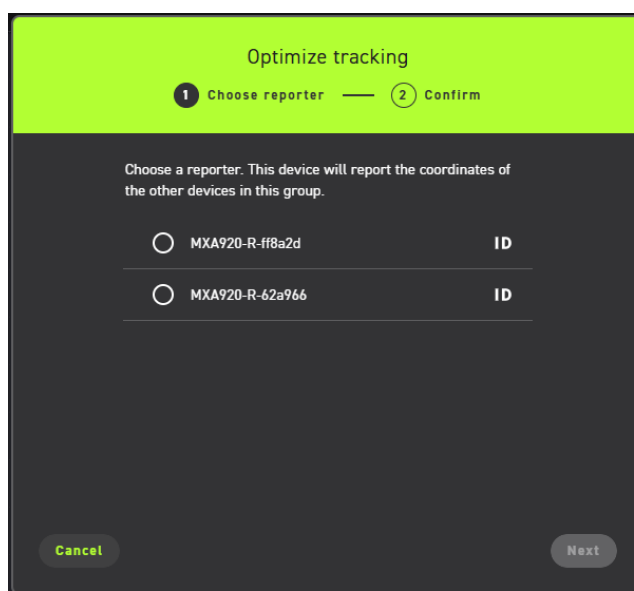 Optimize tracking
1 Choose reporter 2 Confirm
Choose a reporter. This device will report the coordinates of
the other devices in this group.
MXA920-R-ff8a2d ID
MXA920-R-62a966 ID
Cancel Next